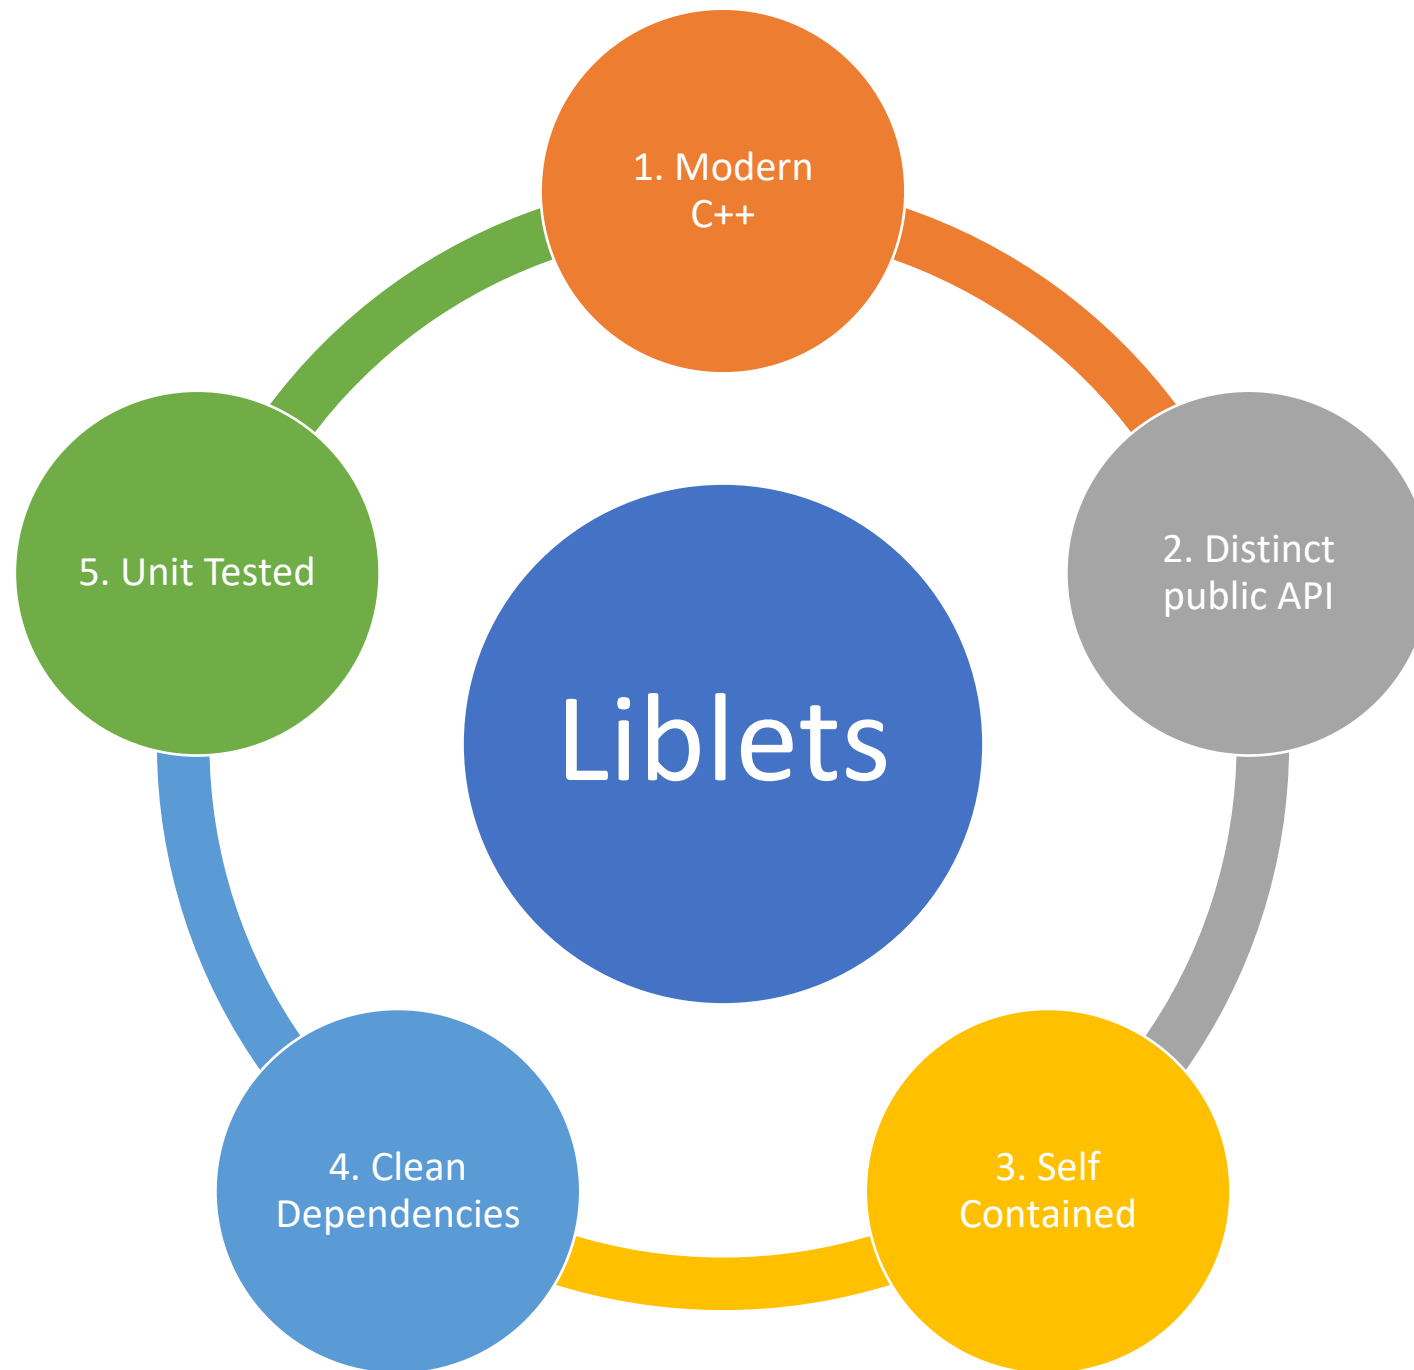 1. Modern
C++
2. Distinct
public API
3. Self
Contained
4. Clean
Dependencies
5. Unit Tested
Liblets